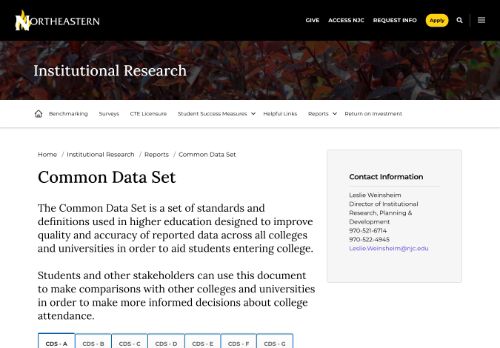 NORTHEASTERN
GIVE ACCESS NJC REQUEST INFO Apply
Institutional Research
Benchmarking Surveys CTE Licensure Student Success Measures Helpful Links Reports Return on Investment
Home / Institutional Research / Reports / Common Data Set
Common Data Set
The Common Data Set is a set of standards and
definitions used in higher education designed to improve
quality and accuracy of reported data across all colleges
and universities in order to aid students entering college.
Students and other stakeholders can use this document
to make comparisons with other colleges and universities
in order to make more informed decisions about college
attendance.
CDS - A CDS - B CDS - C CDS - D CDS - E CDS - F CDS - G
Contact Information
Leslie Weinsheim
Director of Institutional
Research, Planning &
Development
970-521-6714
970-522-4945
Leslie.Weinsheim@njc.edu